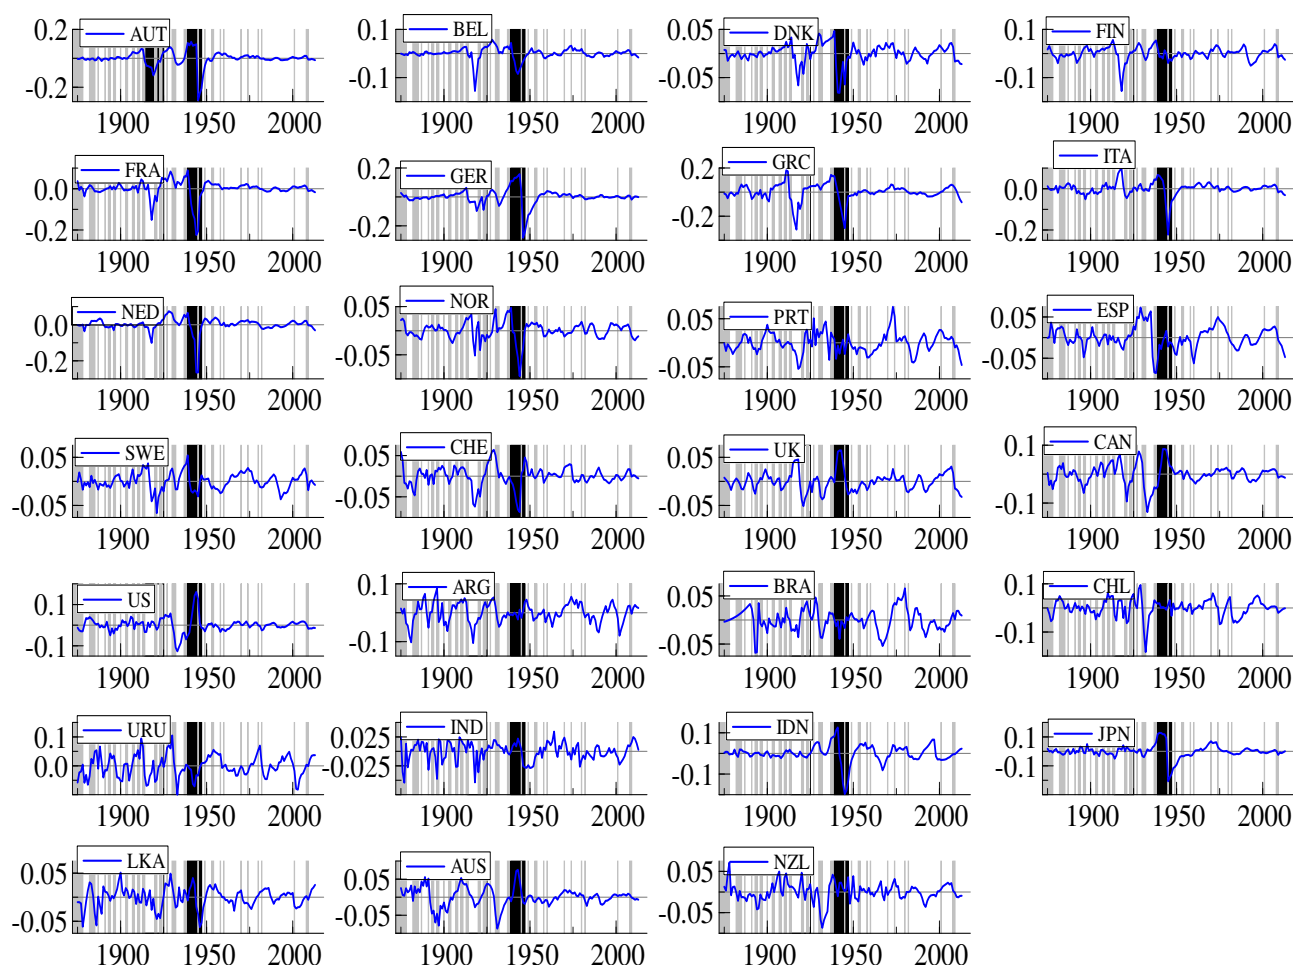 0.2 AUT 0.1 BEL DNK 0.1 FIN
0.05
-0.2 -0.1 -0.05 -0.1
1900 1950 2000 1900 1950 2000 1900 1950 2000 1900 1950 2000
FRA 0.2 GER 0.2 GRC ITA
0.0 0.0
-0.2 -0.2 -0.2 -0.2
1900 1950 2000 1900 1950 2000 1900 1950 2000 1900 1950 2000
NED 0.05 NOR PRT ESP
0.0 0.05 0.05
-0.2 -0.05 -0.05 -0.05
1900 1950 2000 1900 1950 2000 1900 1950 2000 1900 1950 2000
SWE CHE UK CAN
0.05 0.05 0.05 0.1
-0.05 -0.05 -0.05 -0.1
1900 1950 2000 1900 1950 2000 1900 1950 2000 1900 1950 2000
US 0.1 ARG BRA CHL
0.1 0.05 0.1
-0.1 -0.1 -0.05 -0.1
1900 1950 2000 1900 1950 2000 1900 1950 2000 1900 1950 2000
URU IND IDN JPN
0.1 0.025 0.1 0.1
0.0 -0.025 -0.1 -0.1
1900 1950 2000 1900 1950 2000 1900 1950 2000 1900 1950 2000
LKA AUS NZL
0.05 0.05 0.05
-0.05 -0.05 -0.05
1900 1950 2000 1900 1950 2000 1900 1950 2000